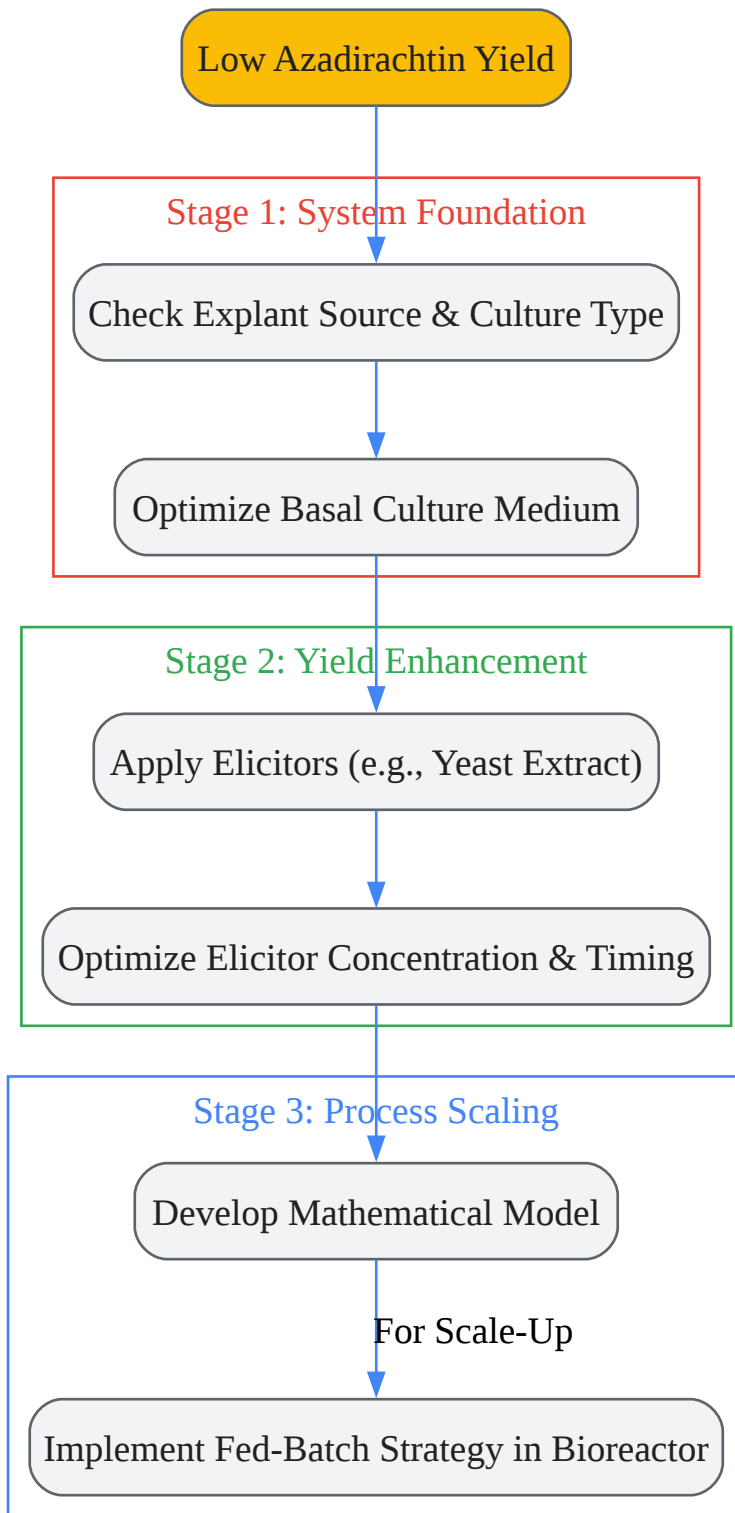 Low Azadirachtin Yield
Stage 1: System Foundation
Check Explant Source & Culture Type
Optimize Basal Culture Medium
Stage 2: Yield Enhancement
Apply Elicitors (e.g., Yeast Extract)
Optimize Elicitor Concentration & Timing
Stage 3: Process Scaling
Develop Mathematical Model
For Scale-Up
Implement Fed-Batch Strategy in Bioreactor